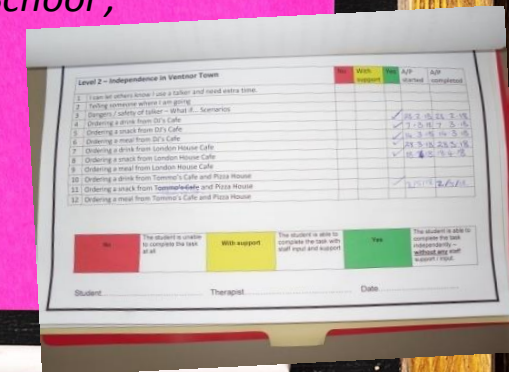 school,
Level 2 – Independence in Ventnor Town No With support Yes A/P started A/P completed
1 I can let others know I use a talker and need extra time.
2 Telling someone where I am going
3 Dangers / safety of talker – What if... Scenarios
4 Ordering a drink from DJ's Cafe
5 Ordering a snack from DJ's Cafe
6 Ordering a meal from DJ's Cafe
7 Ordering a drink from London House Cafe
8 Ordering a snack from London House Cafe
9 Ordering a meal from London House Cafe
10 Ordering a drink from Tommo's Cafe and Pizza House
11 Ordering a snack from Tommo's Cafe and Pizza House
12 Ordering a meal from Tommo's Cafe and Pizza House
No
The student is unable
to complete the task
at all.
With support
The student is able to
complete the task with
staff input and support
Yes
The student is able to
complete the task
independently –
without any staff
support / input.
Student Therapist Date